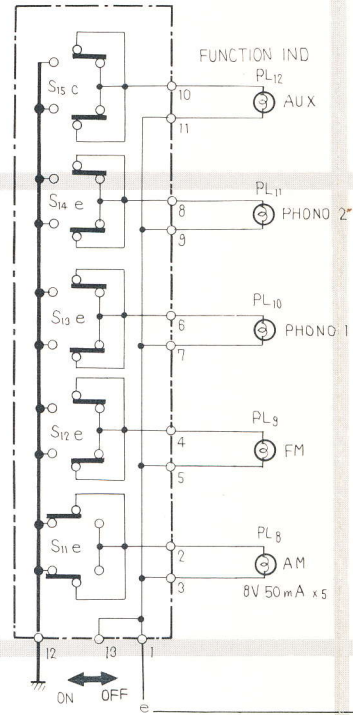 FUNCTION IND
S15 c
PL12
10
AUX
11
S14 e
PL11
8
PHONO 2
9
S13 e
PL10
6
PHONO 1
7
S12 e
PL9
4
FM
5
S11 e
PL8
2
AM
3
8V 50mA x5
12
13
1
ON
OFF
e